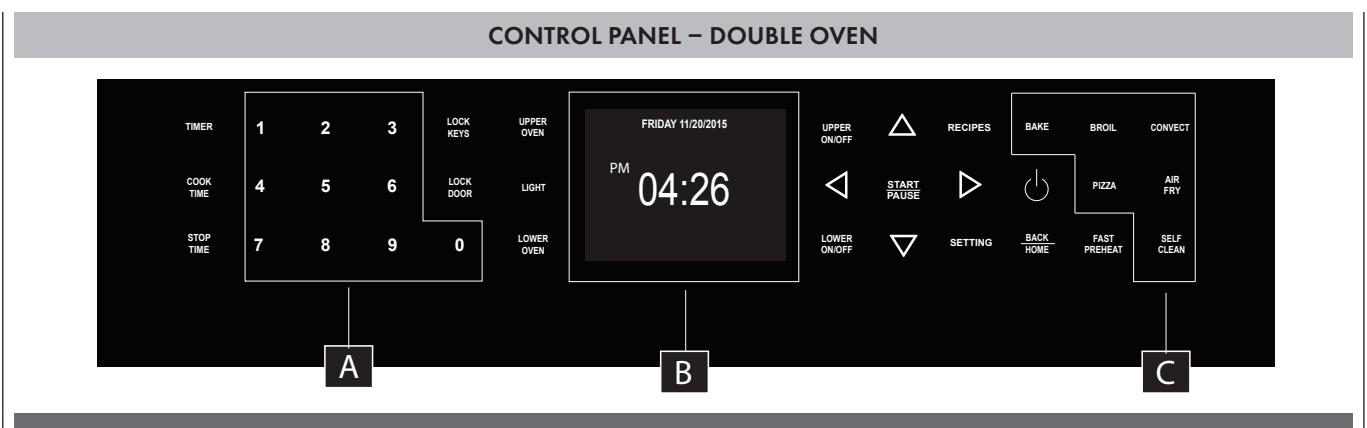 CONTROL PANEL – DOUBLE OVEN
TIMER 1 2 3 LOCK KEYS UPPER OVEN FRIDAY 11/20/2015 UPPER ON/OFF RECIPES BAKE BROIL CONVECT
COOK TIME 4 5 6 LOCK DOOR LIGHT PM 04:26 START PAUSE PIZZA AIR FRY
STOP TIME 7 8 9 0 LOWER OVEN LOWER ON/OFF SETTING BACK HOME FAST PREHEAT SELF CLEAN
A B C